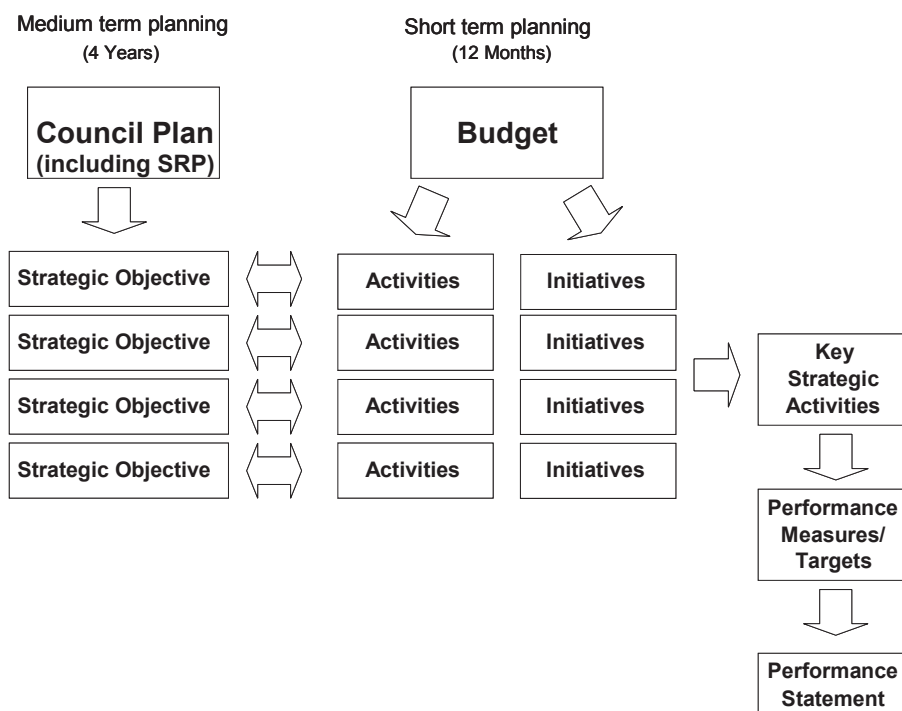 Medium term planning
(4 Years)
Short term planning
(12 Months)
Council Plan
(including SRP)
Budget
Strategic Objective
Activities
Initiatives
Strategic Objective
Activities
Initiatives
Strategic Objective
Activities
Initiatives
Strategic Objective
Activities
Initiatives
Key
Strategic
Activities
Performance
Measures/
Targets
Performance
Statement